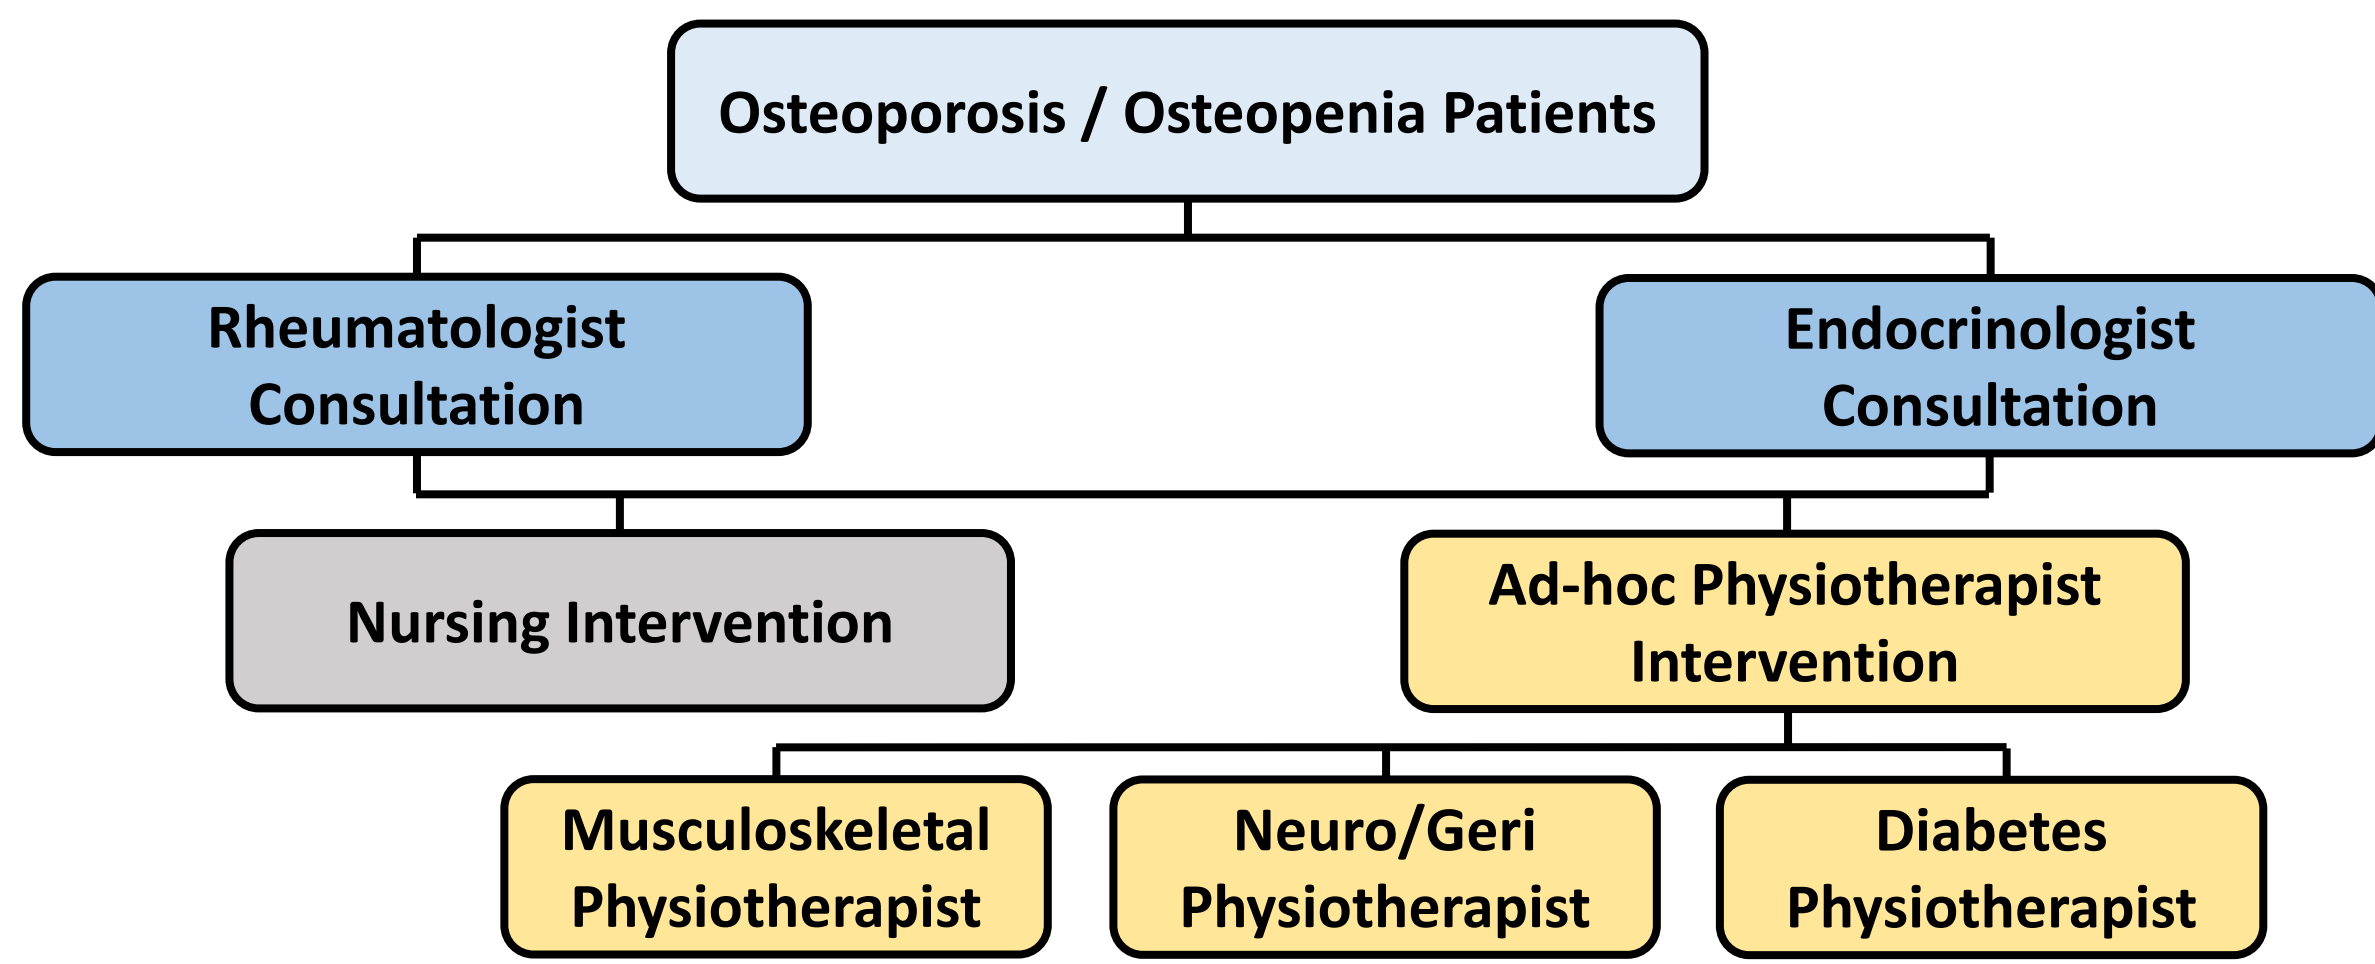 Osteoporosis / Osteopenia Patients
Rheumatologist
Consultation
Endocrinologist
Consultation
Nursing Intervention
Ad-hoc Physiotherapist
Intervention
Musculoskeletal
Physiotherapist
Neuro/Geri
Physiotherapist
Diabetes
Physiotherapist